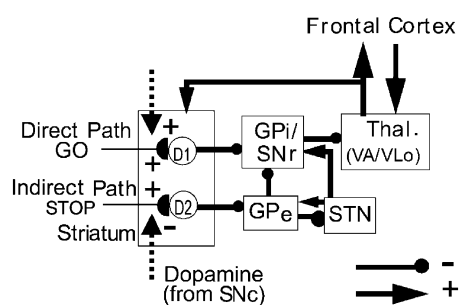 Frontal Cortex
Direct Path
GO
+
+
D1
GPi/
SNr
Thal.
(VA/VLo)
Indirect Path
STOP
+
-
D2
GPe
STN
Striatum
Dopamine
(from SNc)
-
+